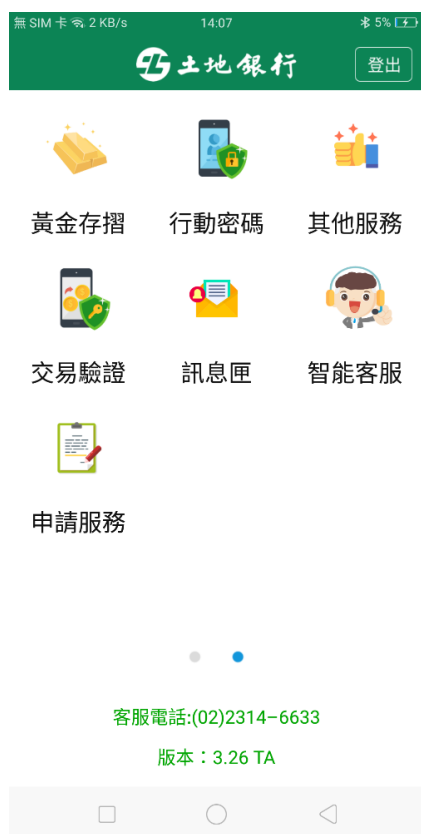 無 SIM 卡 2 KB/s 14:07 5%
土地銀行 登出
黃金存摺 行動密碼 其他服務
交易驗證 訊息匣 智能客服
申請服務
客服電話:(02)2314-6633
版本：3.26 TA